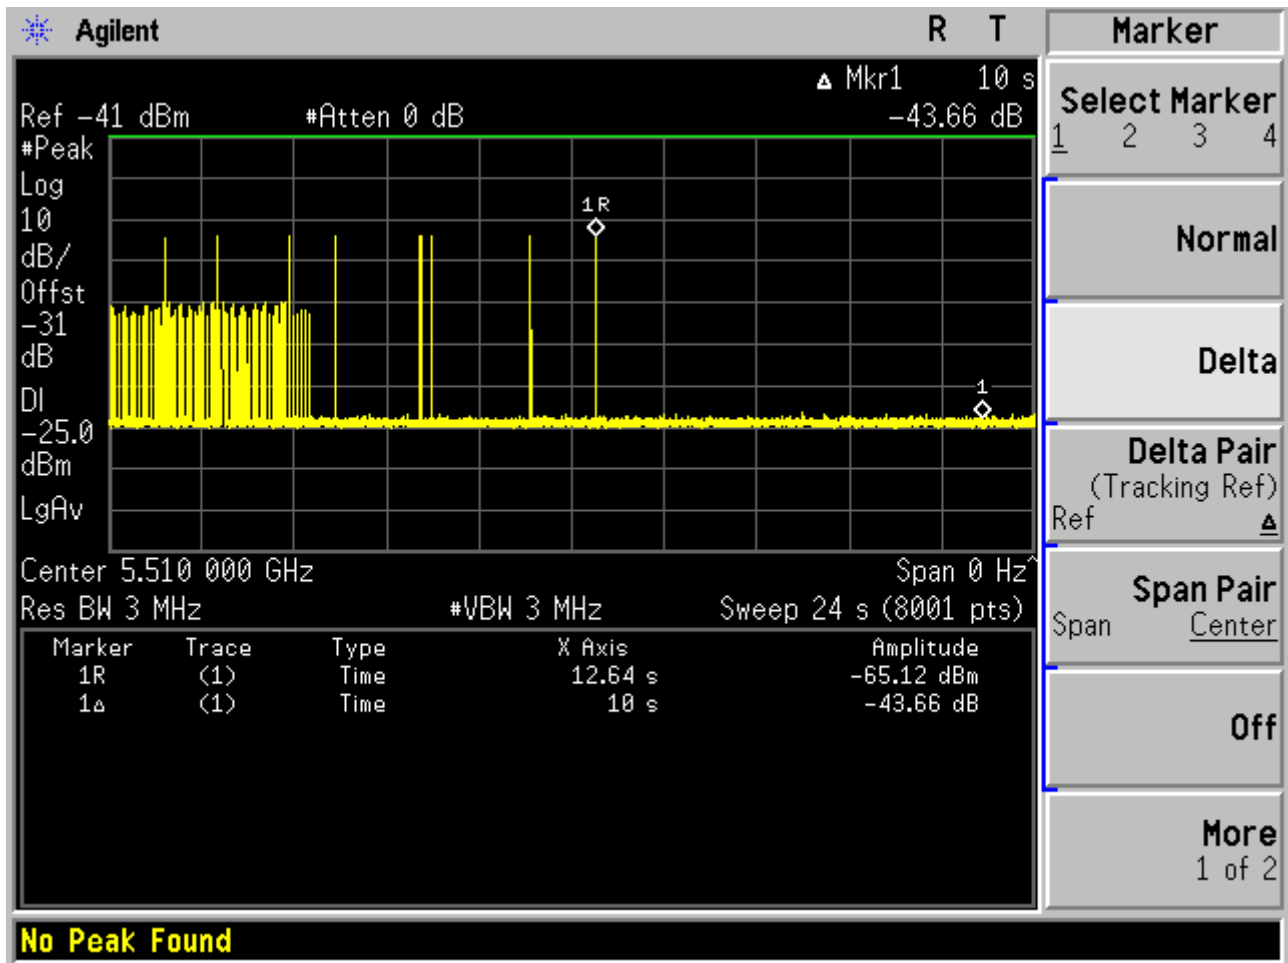 Agilent R T
Δ Mkr1 10 s
Ref -41 dBm #Atten 0 dB -43.66 dB
#Peak
Log
10
dB/
Offst
-31
dB
DI
-25.0
dBm
LgAv
1R
1
Center 5.510 000 GHz Span 0 Hz^
Res BW 3 MHz #VBW 3 MHz Sweep 24 s (8001 pts)
Marker Trace Type X Axis Amplitude
1R (1) Time 12.64 s -65.12 dBm
1Δ (1) Time 10 s -43.66 dB
No Peak Found
Marker
Select Marker
1 2 3 4
Normal
Delta
Delta Pair
(Tracking Ref)
Ref Δ
Span Pair
Span Center
Off
More
1 of 2